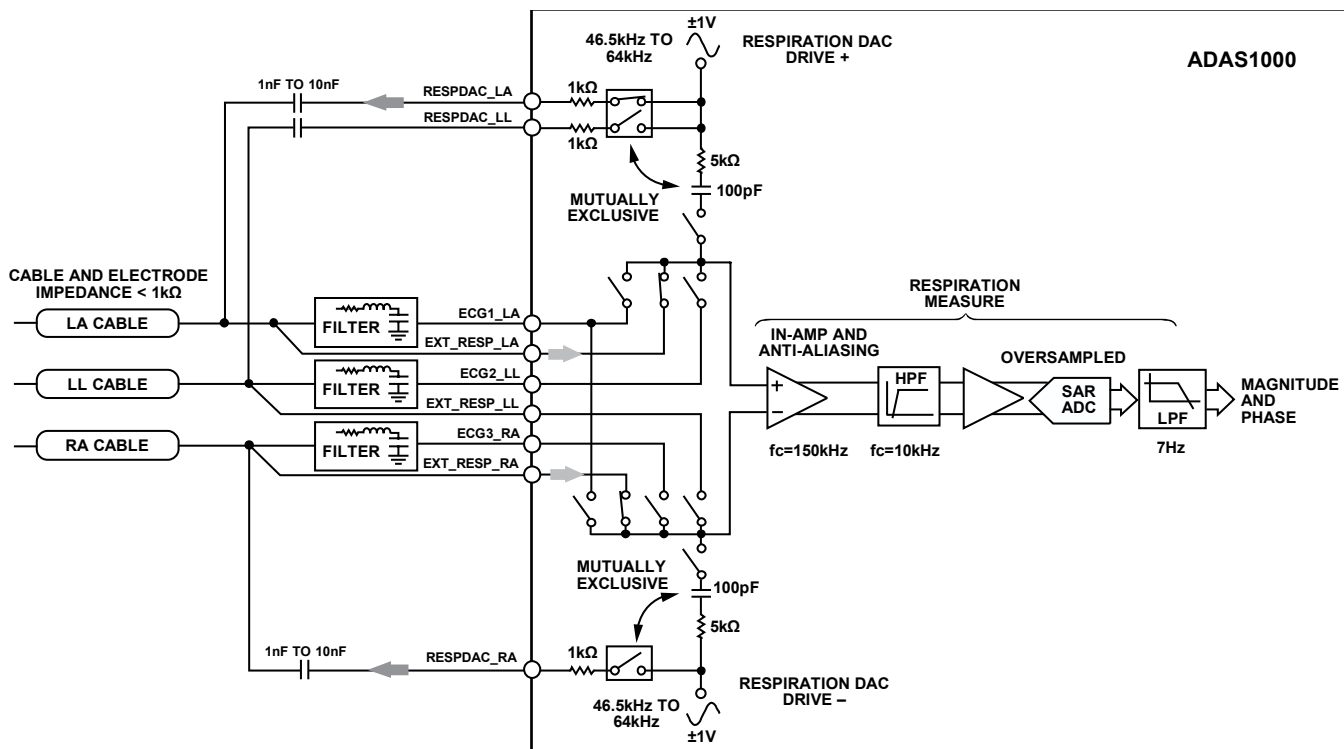 ±1V
46.5kHz TO
64kHz
RESPIRATION DAC
DRIVE +
ADAS1000
1nF TO 10nF
RESPDAC_LA
1kΩ
RESPDAC_LL
1kΩ
5kΩ
100pF
MUTUALLY
EXCLUSIVE
CABLE AND ELECTRODE
IMPEDANCE < 1kΩ
LA CABLE
FILTER
ECG1_LA
EXT_RESP_LA
LL CABLE
FILTER
ECG2_LL
EXT_RESP_LL
RA CABLE
FILTER
ECG3_RA
EXT_RESP_RA
RESPIRATION
MEASURE
IN-AMP AND
ANTI-ALIASING
+
–
fc=150kHz
HPF
fc=10kHz
OVERSAMPLED
SAR
ADC
LPF
7Hz
MAGNITUDE
AND
PHASE
MUTUALLY
EXCLUSIVE
100pF
5kΩ
1nF TO 10nF
RESPDAC_RA
1kΩ
46.5kHz TO
64kHz
±1V
RESPIRATION DAC
DRIVE –